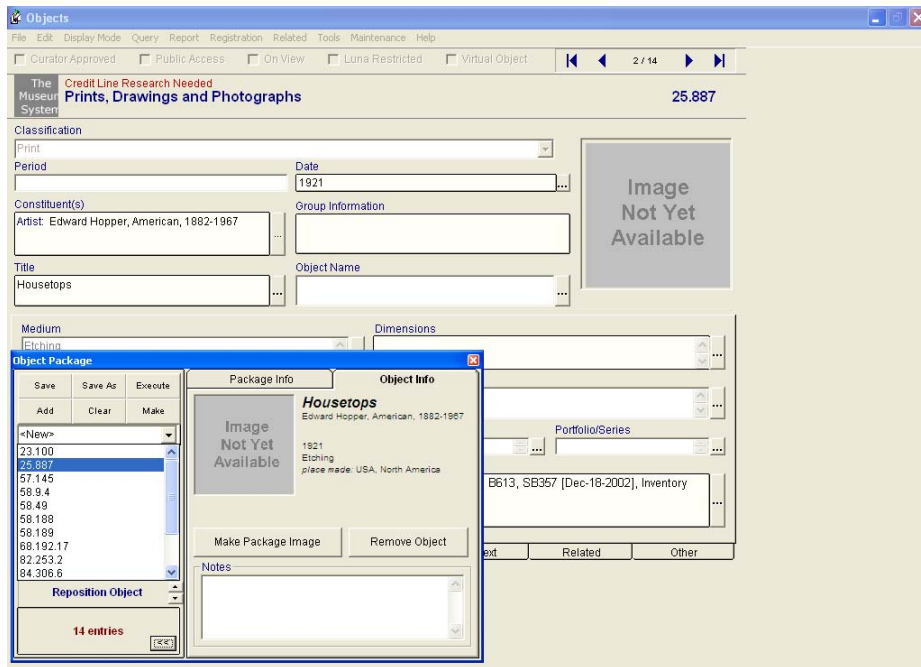 Objects
File Edit Display Mode Query Report Registration Related Tools Maintenance Help
Curator Approved Public Access On View Luna Restricted Virtual Object 2 / 14
The Museum System
Credit Line Research Needed
Prints, Drawings and Photographs 25.887
Classification
Print
Period Date
1921 ...
Constituent(s) Group Information
Artist: Edward Hopper, American, 1882-1967 ...
Image
Not Yet
Available
Title Object Name
Housetops ... ...
Medium Dimensions
Etching ...
...
Portfolio/Series
... ...
B613, SB357 [Dec-18-2002], Inventory
...
ext Related Other
Object Package
Save Save As Execute
Add Clear Make
<New>
23.100
25.887
57.145
58.9.4
58.49
58.188
58.189
68.192.17
82.253.2
84.306.6
Reposition Object
14 entries
<<
Package Info Object Info
Image
Not Yet
Available
Housetops
Edward Hopper, American, 1882-1967
1921
Etching
place made: USA, North America
Make Package Image Remove Object
Notes